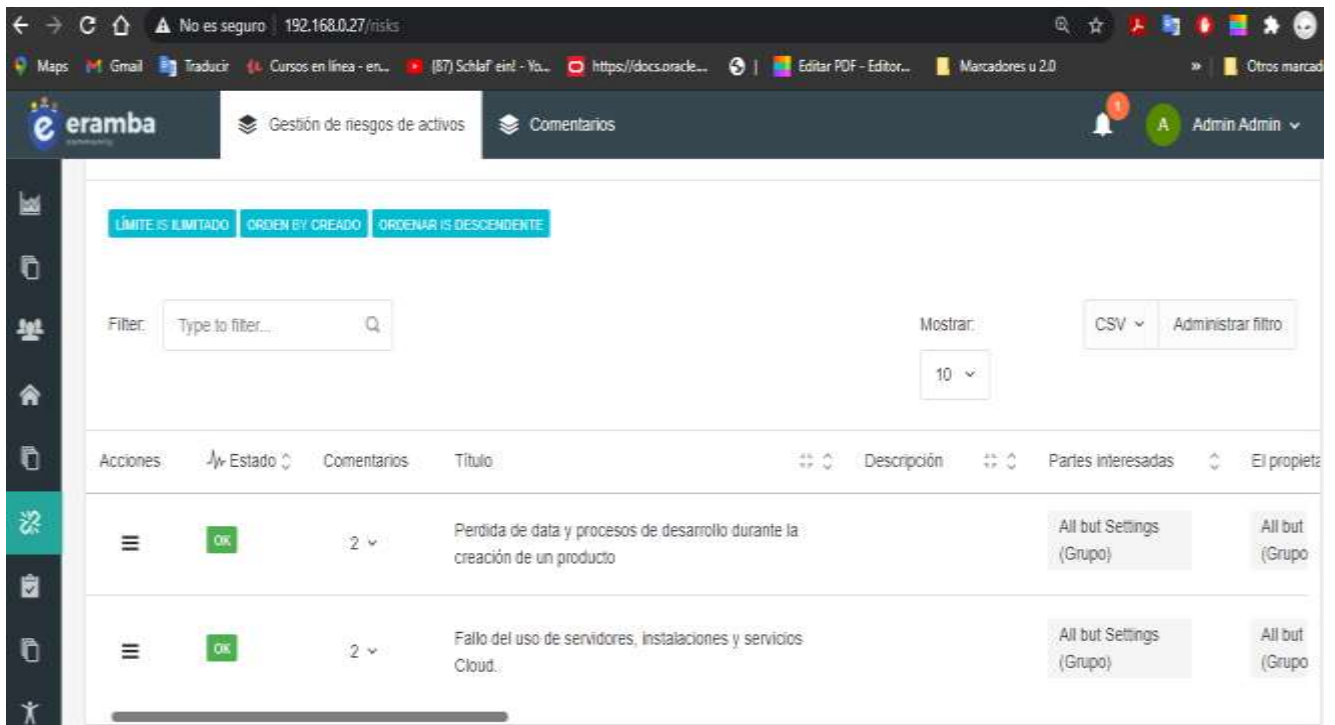 No es seguro 192.168.0.27/risks
Maps Gmail Traducir Cursos en línea - en... (87) Schlaf ein! - Yo... https://docs.oracle... Editar PDF - Editor... Marcadores u 2.0 » Otros marcad
eramba Gestión de riesgos de activos Comentarios 1 A Admin Admin
community
LÍMITE IS ILIMITADO ORDEN BY CREADO ORDENAR IS DESCENDENTE
Filter: Type to filter... Mostrar: CSV Administrar filtro
10
Acciones Estado Comentarios Título Descripción Partes interesadas El propieta
OK 2 Perdida de data y procesos de desarrollo durante la All but Settings All but
creación de un producto (Grupo) (Grupo
OK 2 Fallo del uso de servidores, instalaciones y servicios All but Settings All but
Cloud. (Grupo) (Grupo